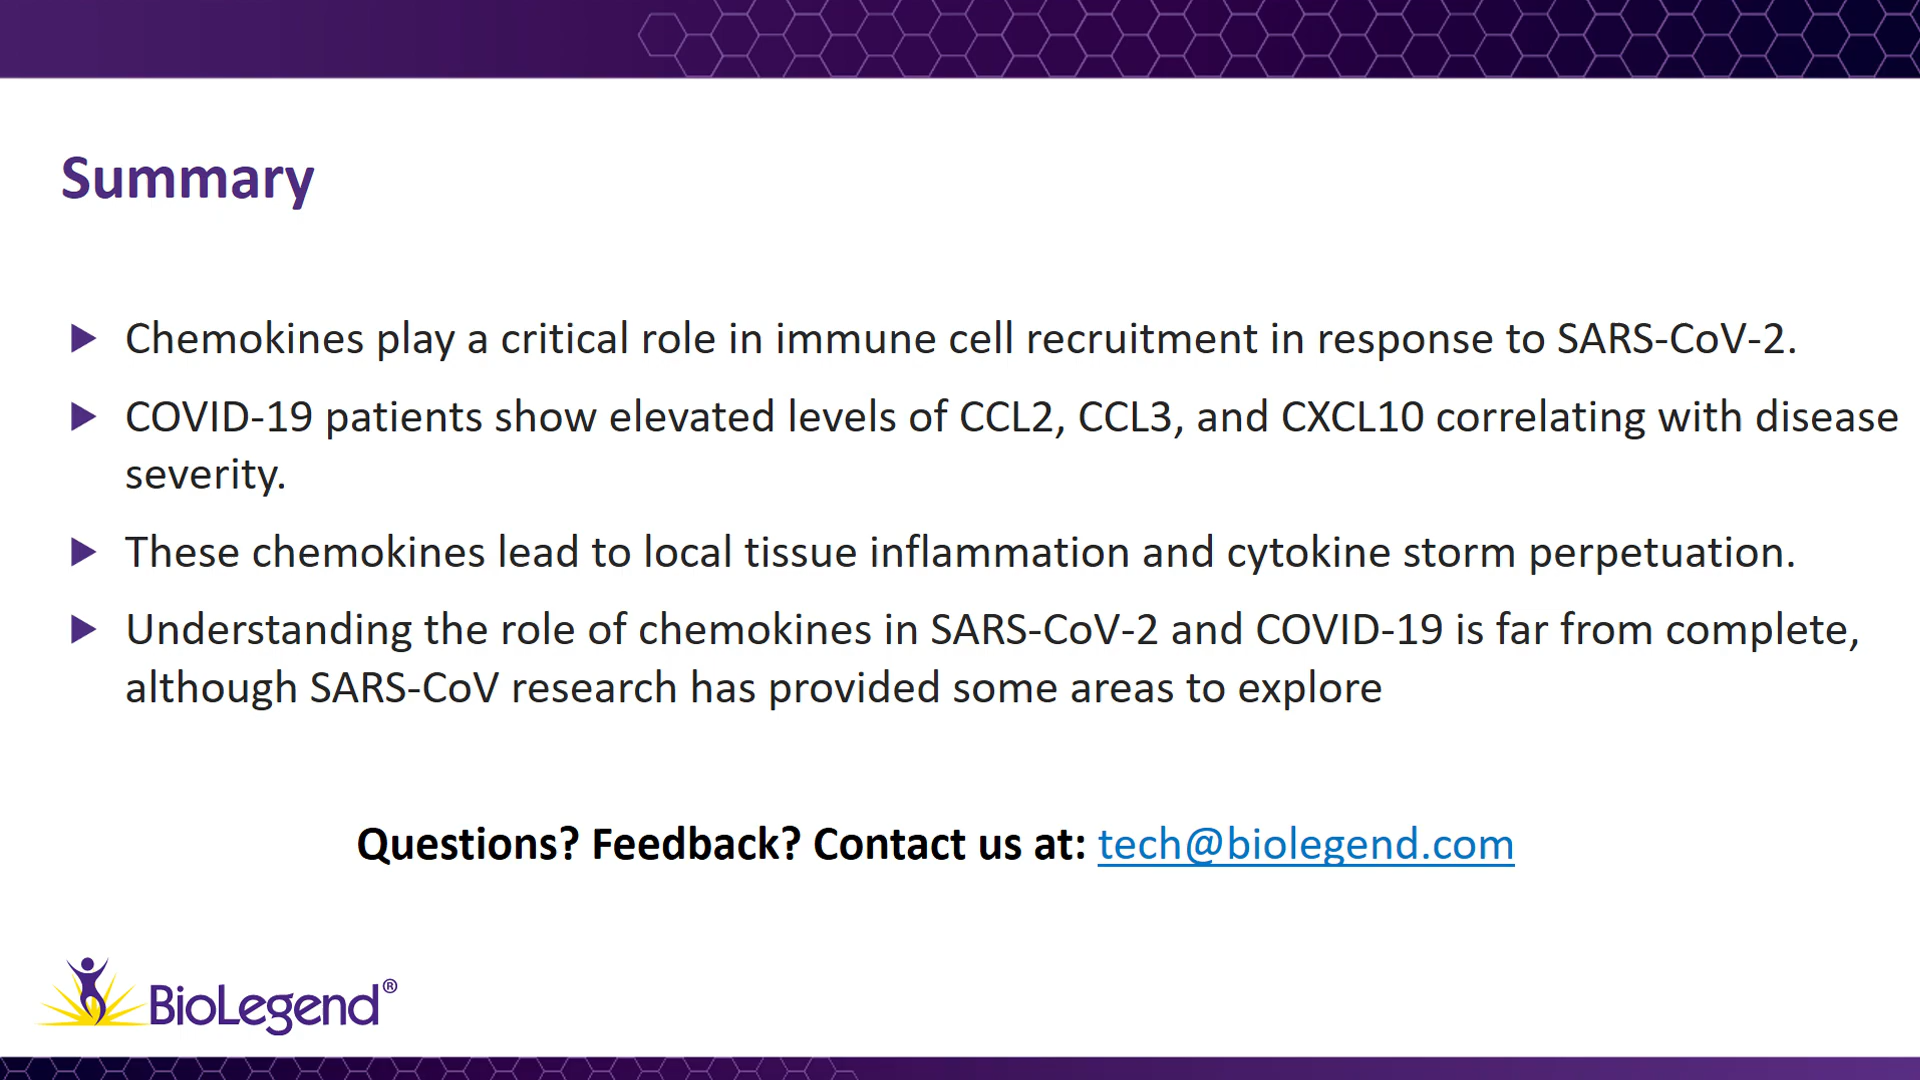 Summary
Chemokines play a critical role in immune cell recruitment in response to SARS-CoV-2.
COVID-19 patients show elevated levels of CCL2, CCL3, and CXCL10 correlating with disease
severity.
These chemokines lead to local tissue inflammation and cytokine storm perpetuation.
Understanding the role of chemokines in SARS-CoV-2 and COVID-19 is far from complete,
although SARS-CoV research has provided some areas to explore
Questions? Feedback? Contact us at: tech@biolegend.com
BioLegend®